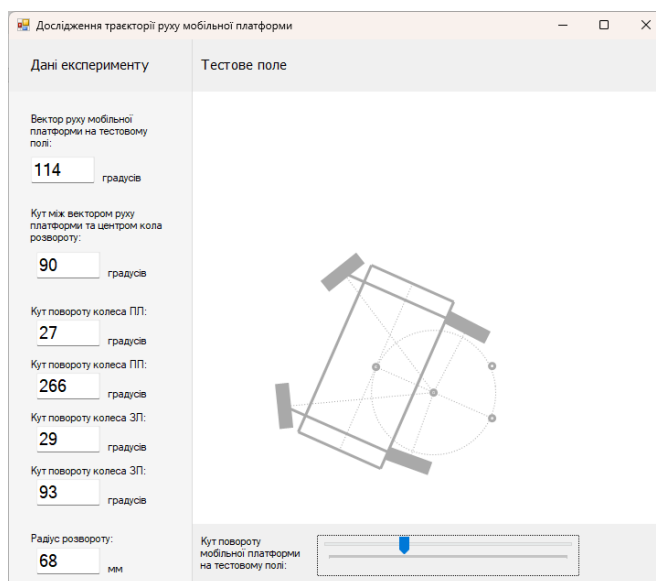 Дослідження траєкторії руху мобільної платформи
Дані експерименту
Тестове поле
Вектор руху мобільної
платформи на тестовому
полі:
114
градусів
Кут між вектором руху
платформи та центром кола
розвороту:
90
градусів
Кут повороту колеса ПЛ:
27
градусів
Кут повороту колеса ПП:
266
градусів
Кут повороту колеса ЗП:
29
градусів
Кут повороту колеса ЗП:
93
градусів
Радіус розвороту:
68
мм
Кут повороту
мобільної платформи
на тестовому полі: